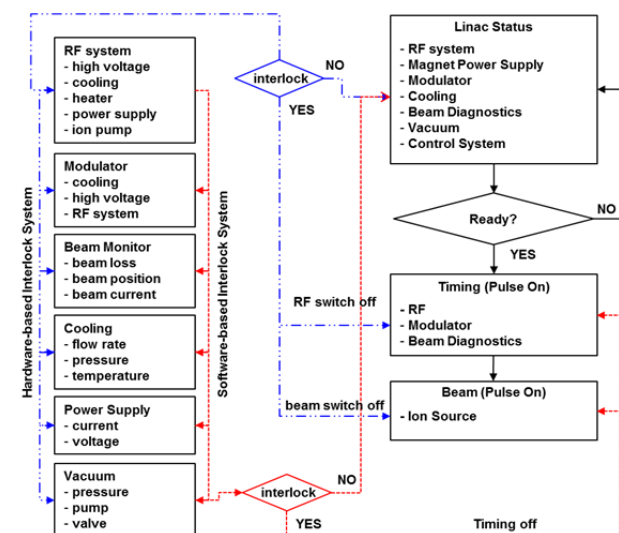 RF system
- high voltage
- cooling
- heater
- power supply
- ion pump
Modulator
- cooling
- high voltage
- RF system
Beam Monitor
- beam loss
- beam position
- beam current
Cooling
- flow rate
- pressure
- temperature
Power Supply
- current
- voltage
Vacuum
- pressure
- pump
- valve
Hardware-based Interlock System
Software-based Interlock System
interlock
NO
YES
RF switch off
beam switch off
interlock
NO
YES
Linac Status
- RF system
- Magnet Power Supply
- Modulator
- Cooling
- Beam Diagnostics
- Vacuum
- Control System
Ready?
NO
YES
Timing (Pulse On)
- RF
- Modulator
- Beam Diagnostics
Beam (Pulse On)
- Ion Source
Timing off